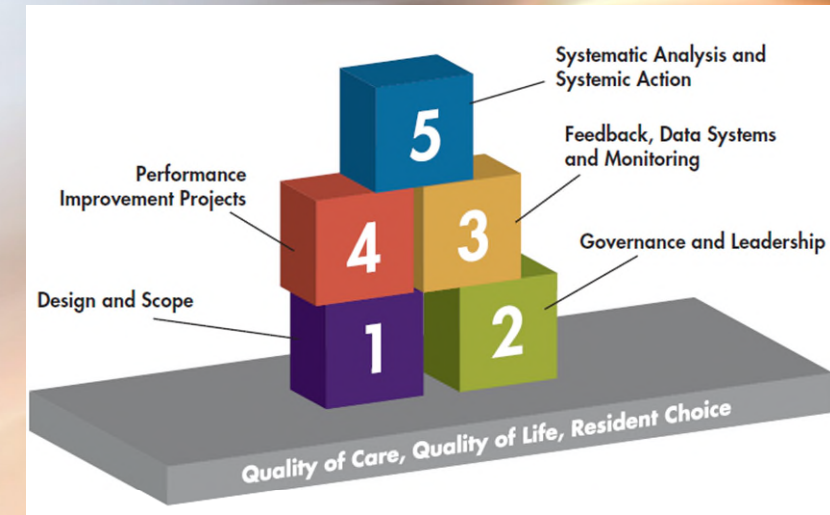 Systematic Analysis and
Systemic Action
5
Feedback, Data Systems
and Monitoring
Performance
Improvement Projects
4
3
Governance and Leadership
Design and Scope
1
2
Quality of Care, Quality of Life, Resident Choice